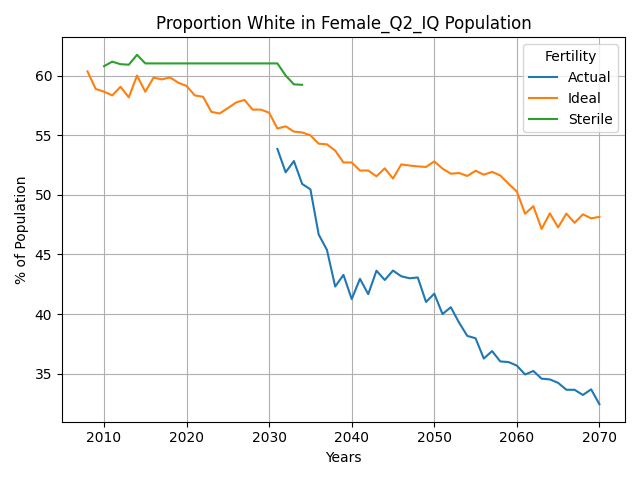 Proportion White in Female_Q2_IQ Population
% of Population
60
55
50
45
40
35
Fertility
Actual
Ideal
Sterile
2010
2020
2030
2040
2050
2060
2070
Years